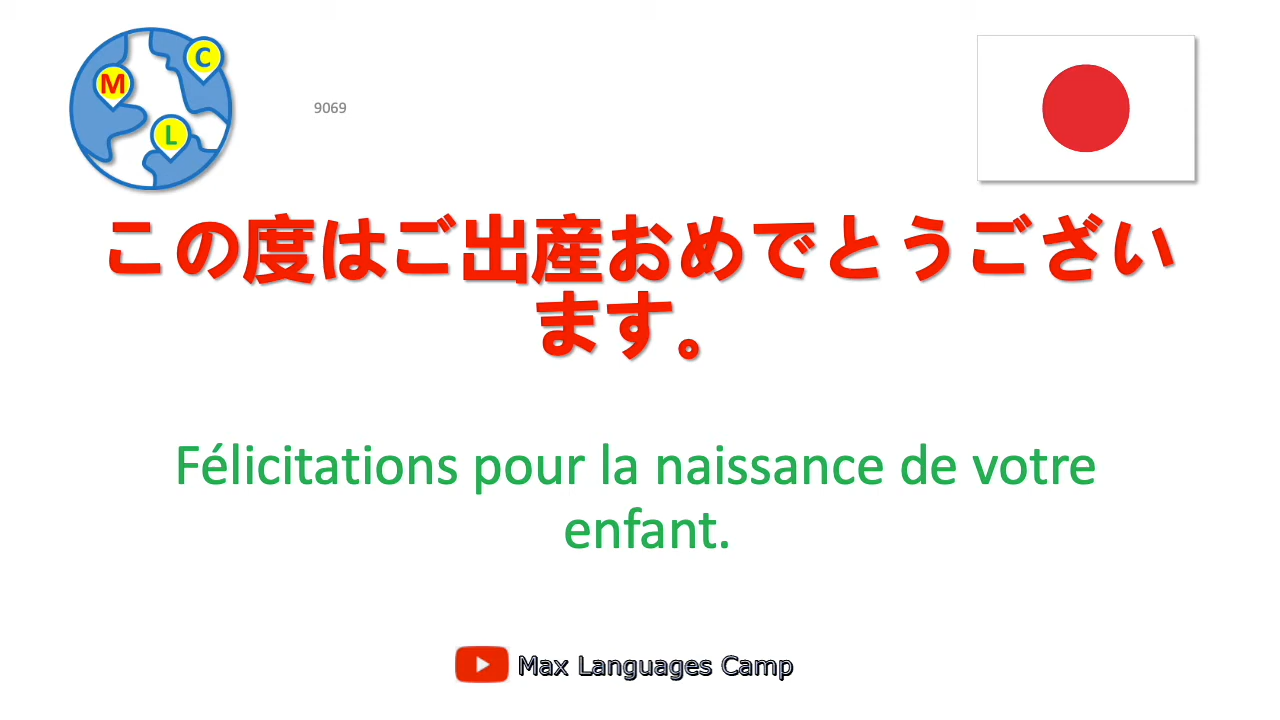 C
M
9069
L
この度はご出産おめでとうござい
ます。
Félicitations pour la naissance de votre
enfant.
Max Languages Camp